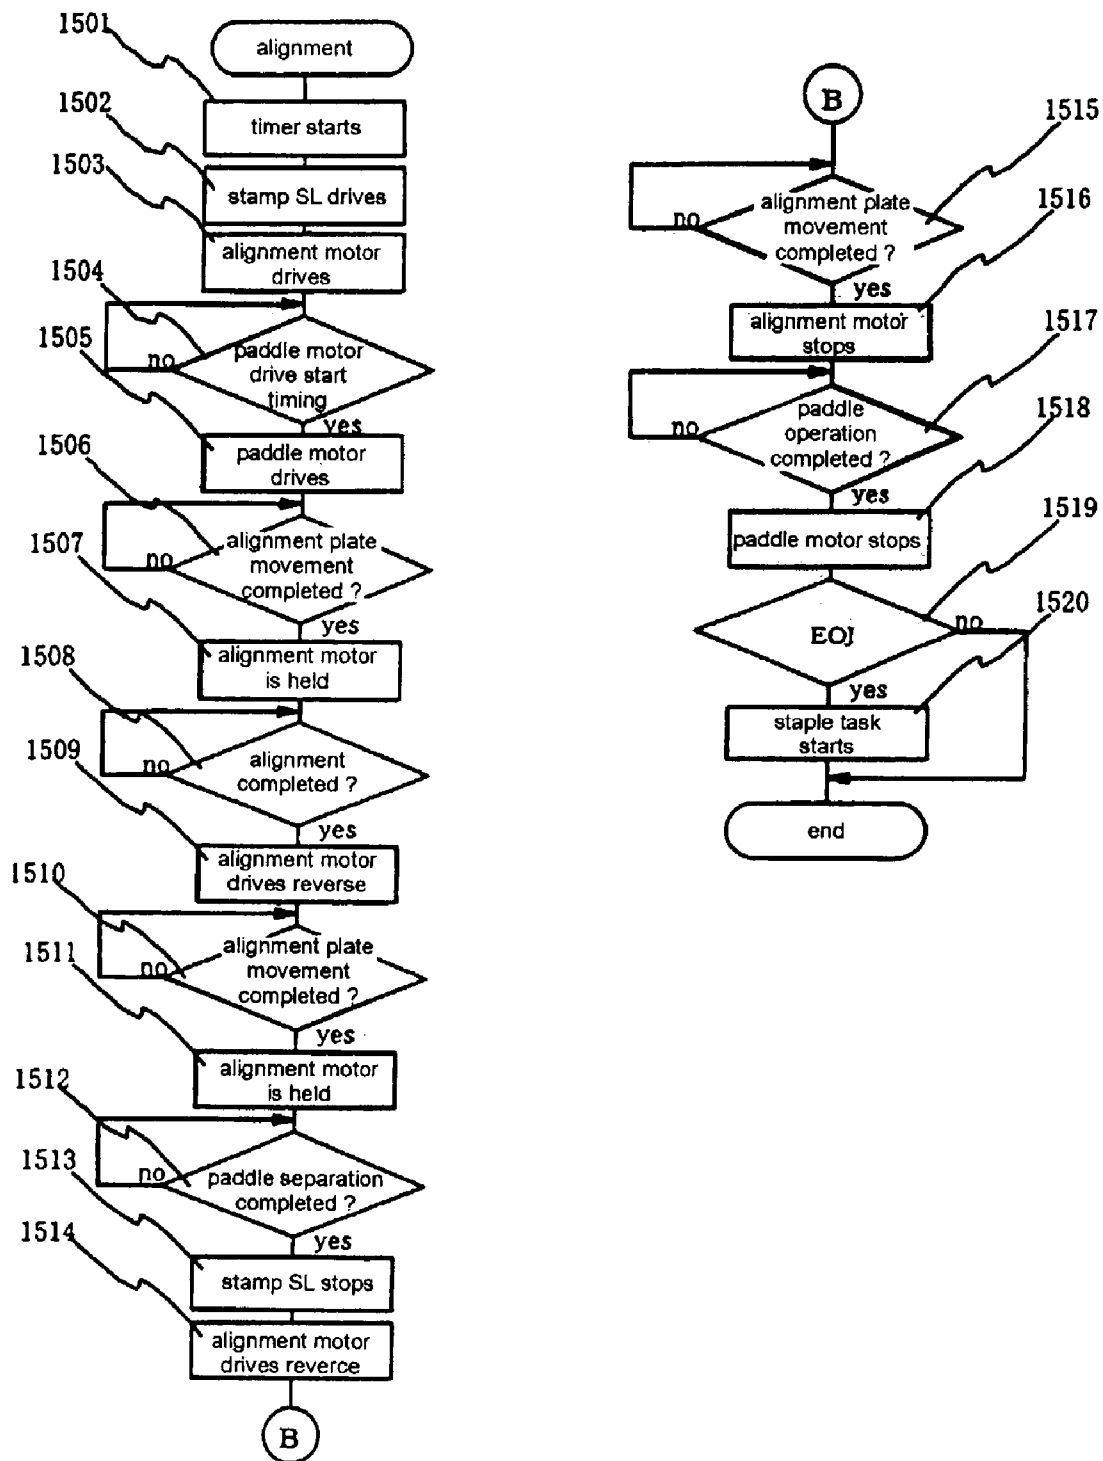 1501
alignment
timer starts
1502
stamp SL drives
1503
alignment motor
drives
1504
paddle motor
drive start
timing
no
yes
1505
paddle motor
drives
1506
alignment plate
movement
completed ?
no
yes
1507
alignment motor
is held
1508
alignment
completed ?
no
yes
1509
alignment motor
drives reverse
1510
alignment plate
movement
completed ?
no
yes
1511
alignment motor
is held
1512
paddle separation
completed ?
no
yes
1513
stamp SL stops
1514
alignment motor
drives reverce
B
B
1515
alignment plate
movement
completed ?
no
yes
1516
alignment motor
stops
1517
paddle
operation
completed ?
no
yes
1518
paddle motor stops
1519
EOJ
no
yes
1520
staple task
starts
end